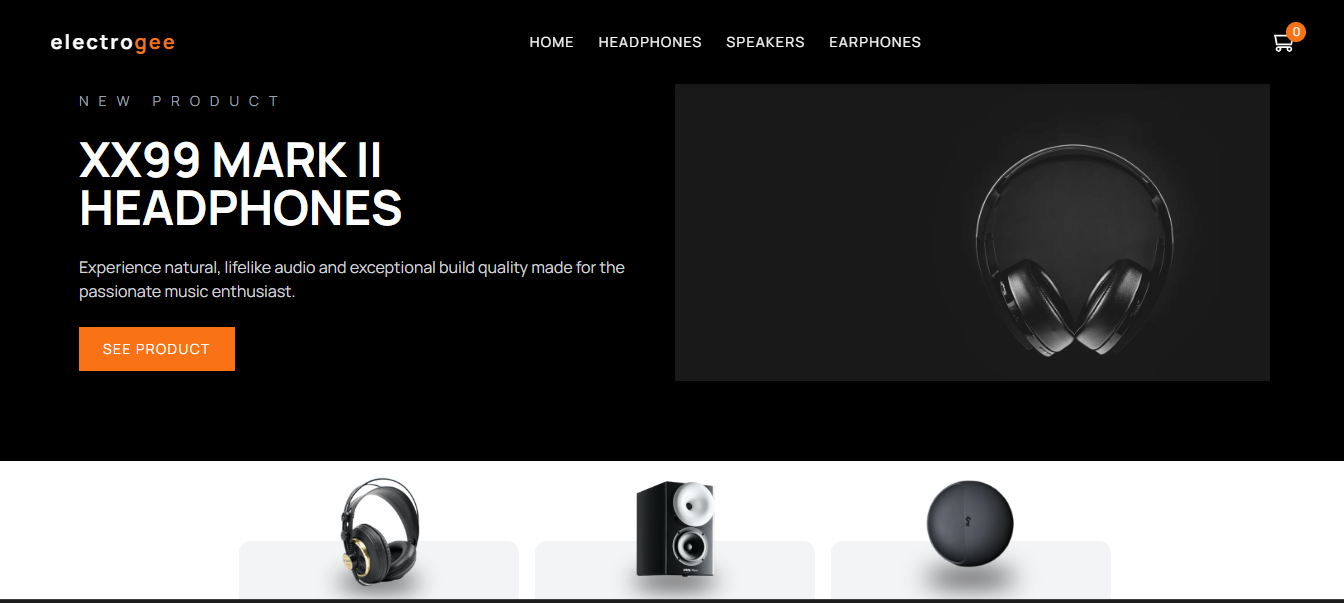 electrogee
HOME HEADPHONES SPEAKERS EARPHONES
0
NEW PRODUCT
XX99 MARK II
HEADPHONES
Experience natural, lifelike audio and exceptional build quality made for the
passionate music enthusiast.
SEE PRODUCT